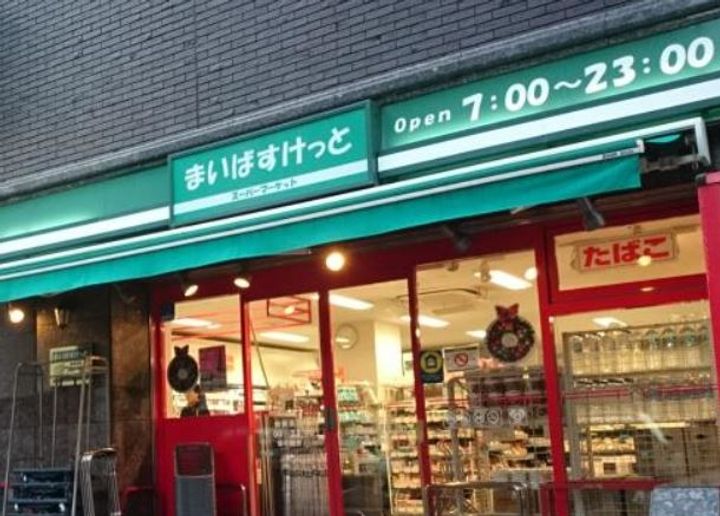 Open 7:00～23:00
まいばすけっと
スーパーマーケット
たばこ